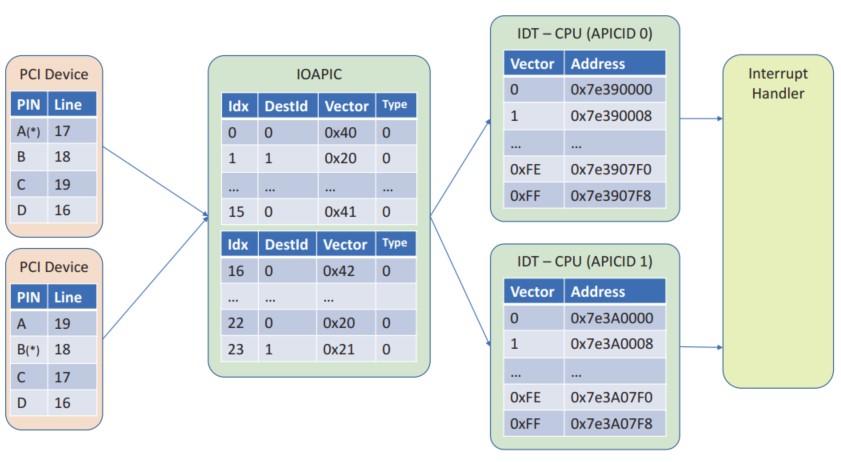 PCI Device
PIN Line
A(*) 17
B 18
C 19
D 16
PCI Device
PIN Line
A 19
B(*) 18
C 17
D 16
IOAPIC
Idx DestId Vector Type
0 0 0x40 0
1 1 0x20 0
... ... ... ...
15 0 0x41 0
Idx DestId Vector Type
16 0 0x42 0
... ... ...
22 0 0x20 0
23 1 0x21 0
IDT – CPU (APICID 0)
Vector Address
0 0x7e390000
1 0x7e390008
... ...
0xFE 0x7e3907F0
0xFF 0x7e3907F8
IDT – CPU (APICID 1)
Vector Address
0 0x7e3A0000
1 0x7e3A0008
... ...
0xFE 0x7e3A07F0
0xFF 0x7e3A07F8
Interrupt
Handler